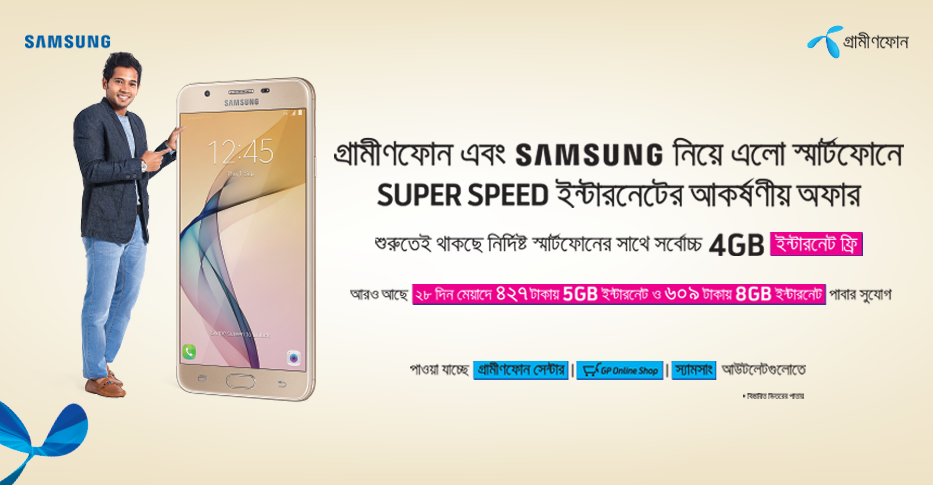 SAMSUNG
গ্রামীণফোন
SAMSUNG
12:45
গ্রামীণফোন এবং SAMSUNG নিয়ে এলো স্মার্টফোনে
SUPER SPEED ইন্টারনেটের আকর্ষণীয় অফার
শুরুতেই থাকছে নির্দিষ্ট স্মার্টফোনের সাথে সর্বোচ্চ 4GB ইন্টারনেট ফ্রি
আরও আছে ২৮ দিন মেয়াদে ৪২৭ টাকায় 5GB ইন্টারনেট ও ৬০৯ টাকায় 8GB ইন্টারনেট পাবার সুযোগ
পাওয়া যাচ্ছে গ্রামীণফোন সেন্টার | GP Online Shop | স্যামসাং আউটলেটগুলোতে